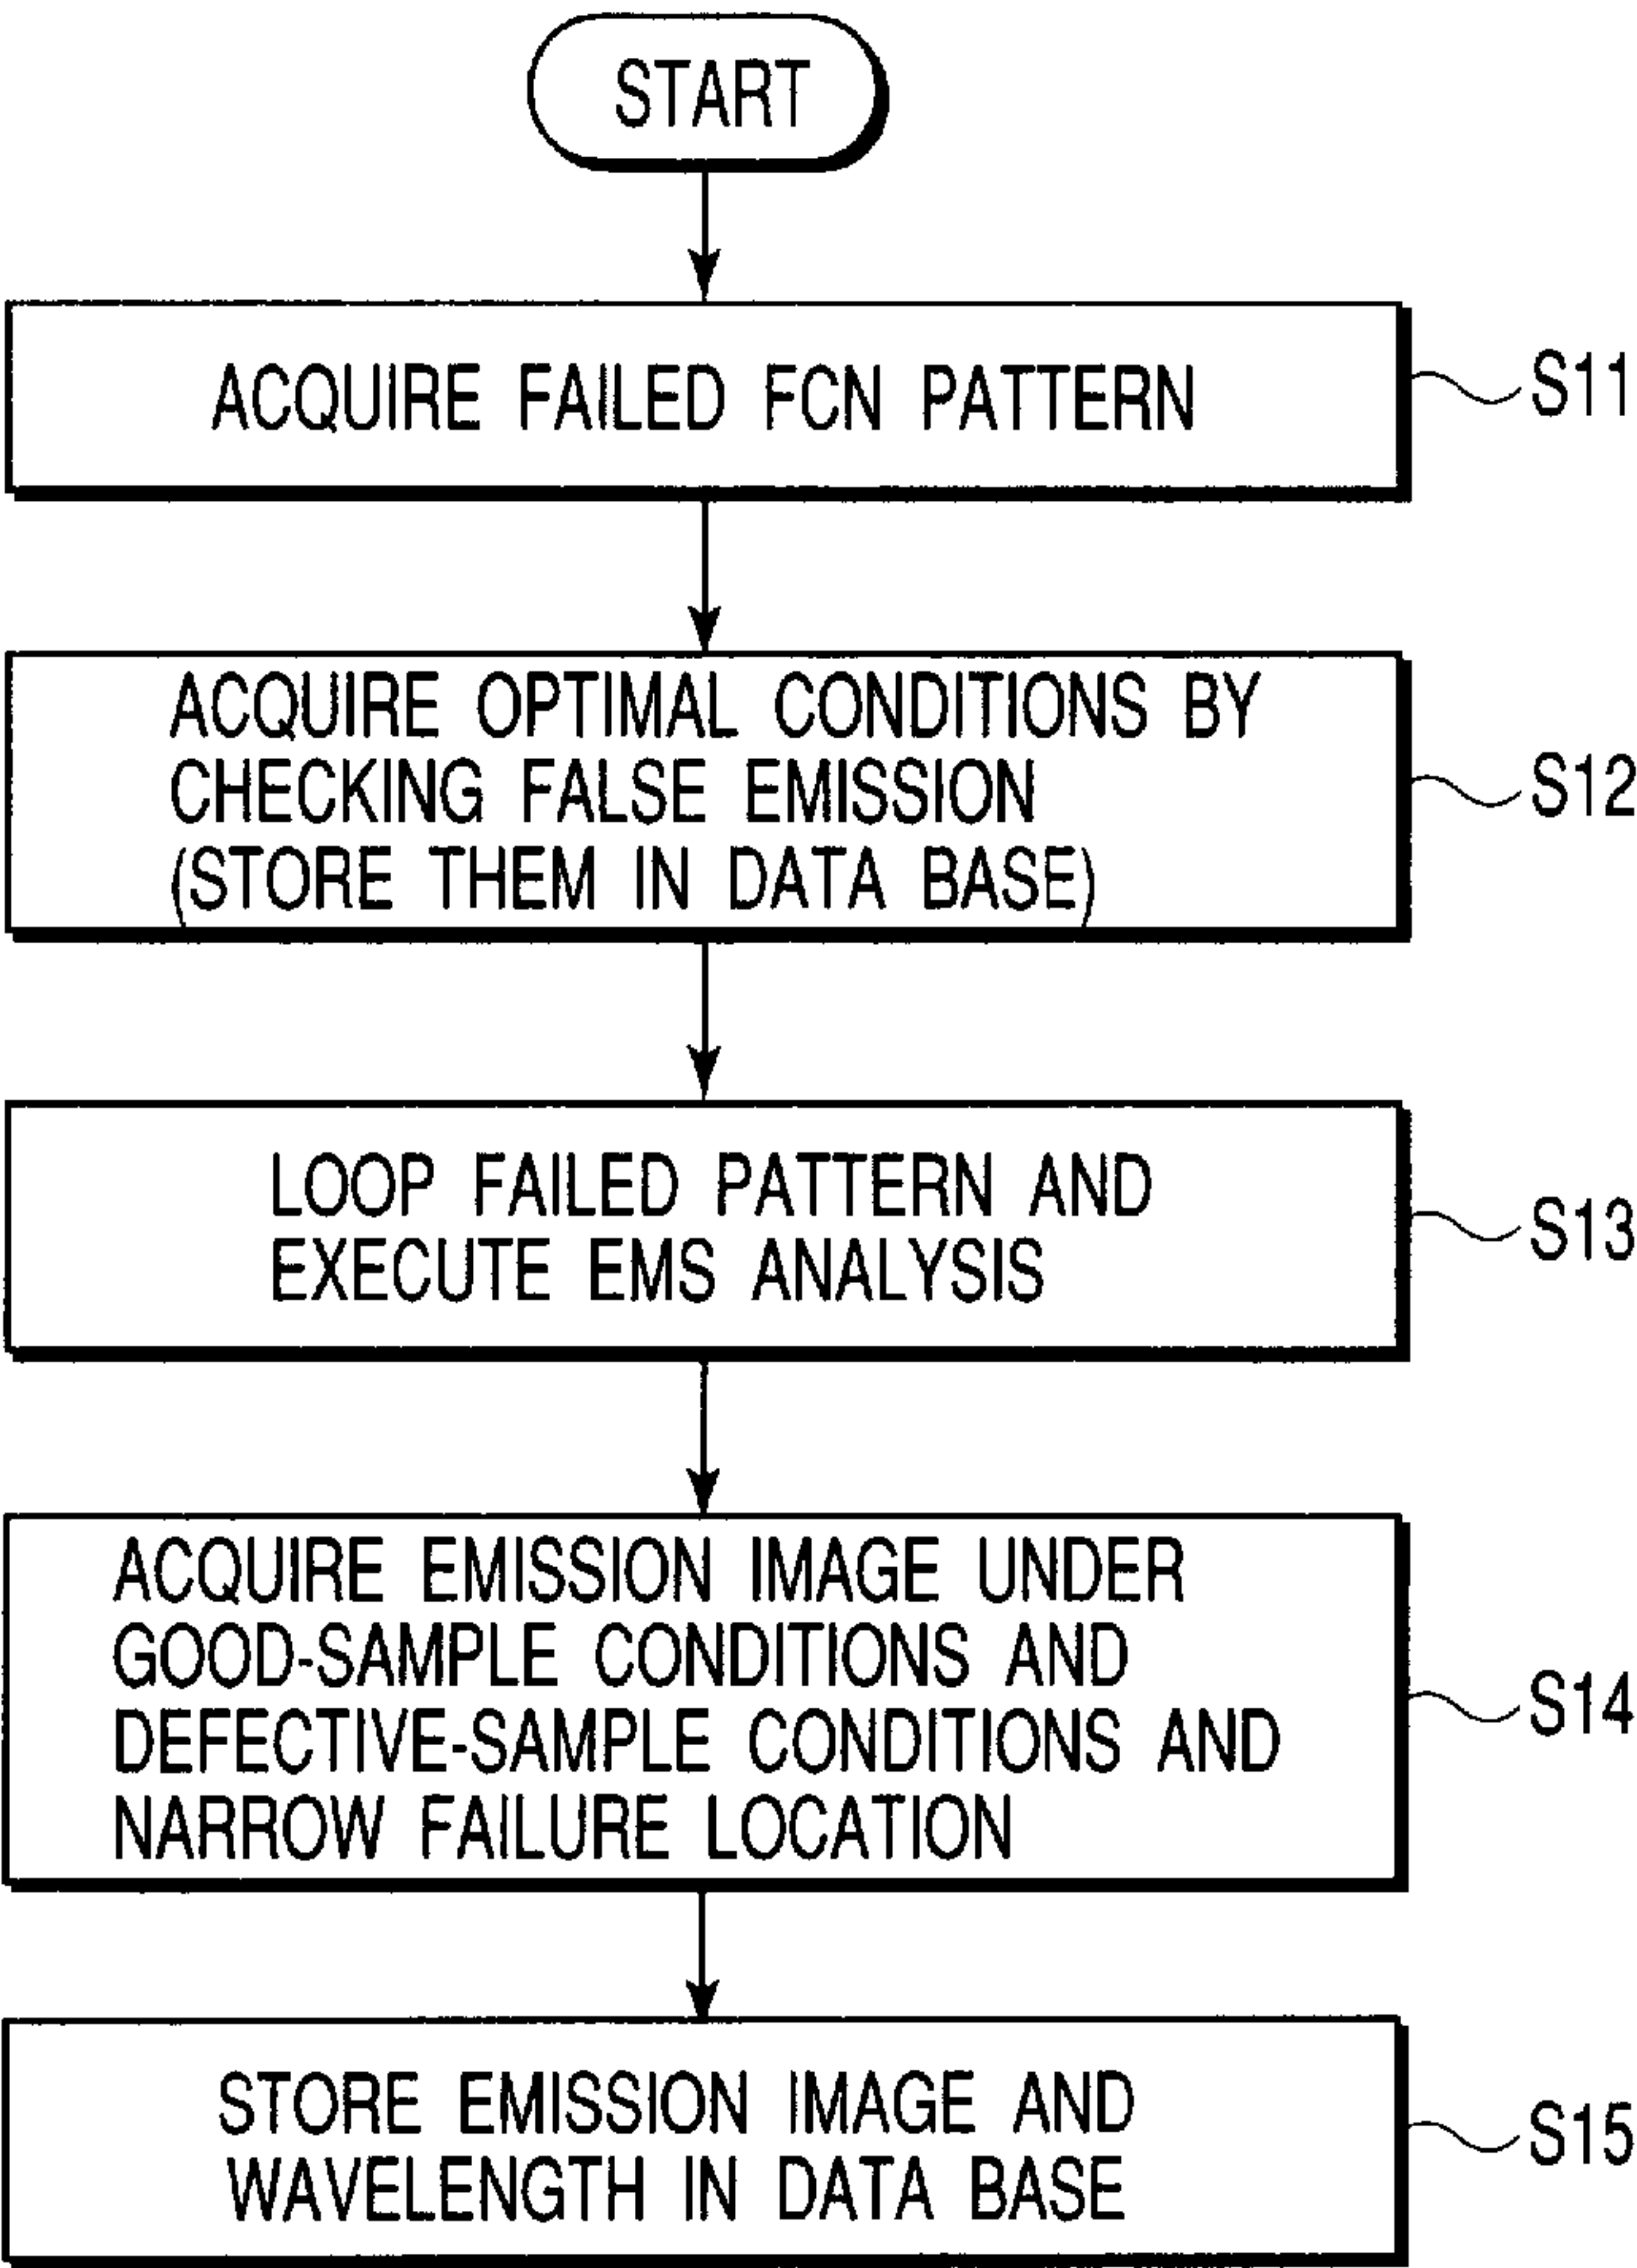 START
ACQUIRE FAILED FCN PATTERN
S11
ACQUIRE OPTIMAL CONDITIONS BY
CHECKING FALSE EMISSION
(STORE THEM IN DATA BASE)
S12
LOOP FAILED PATTERN AND
EXECUTE EMS ANALYSIS
S13
ACQUIRE EMISSION IMAGE UNDER
GOOD-SAMPLE CONDITIONS AND
DEFECTIVE-SAMPLE CONDITIONS AND
NARROW FAILURE LOCATION
S14
STORE EMISSION IMAGE AND
WAVELENGTH IN DATA BASE
S15